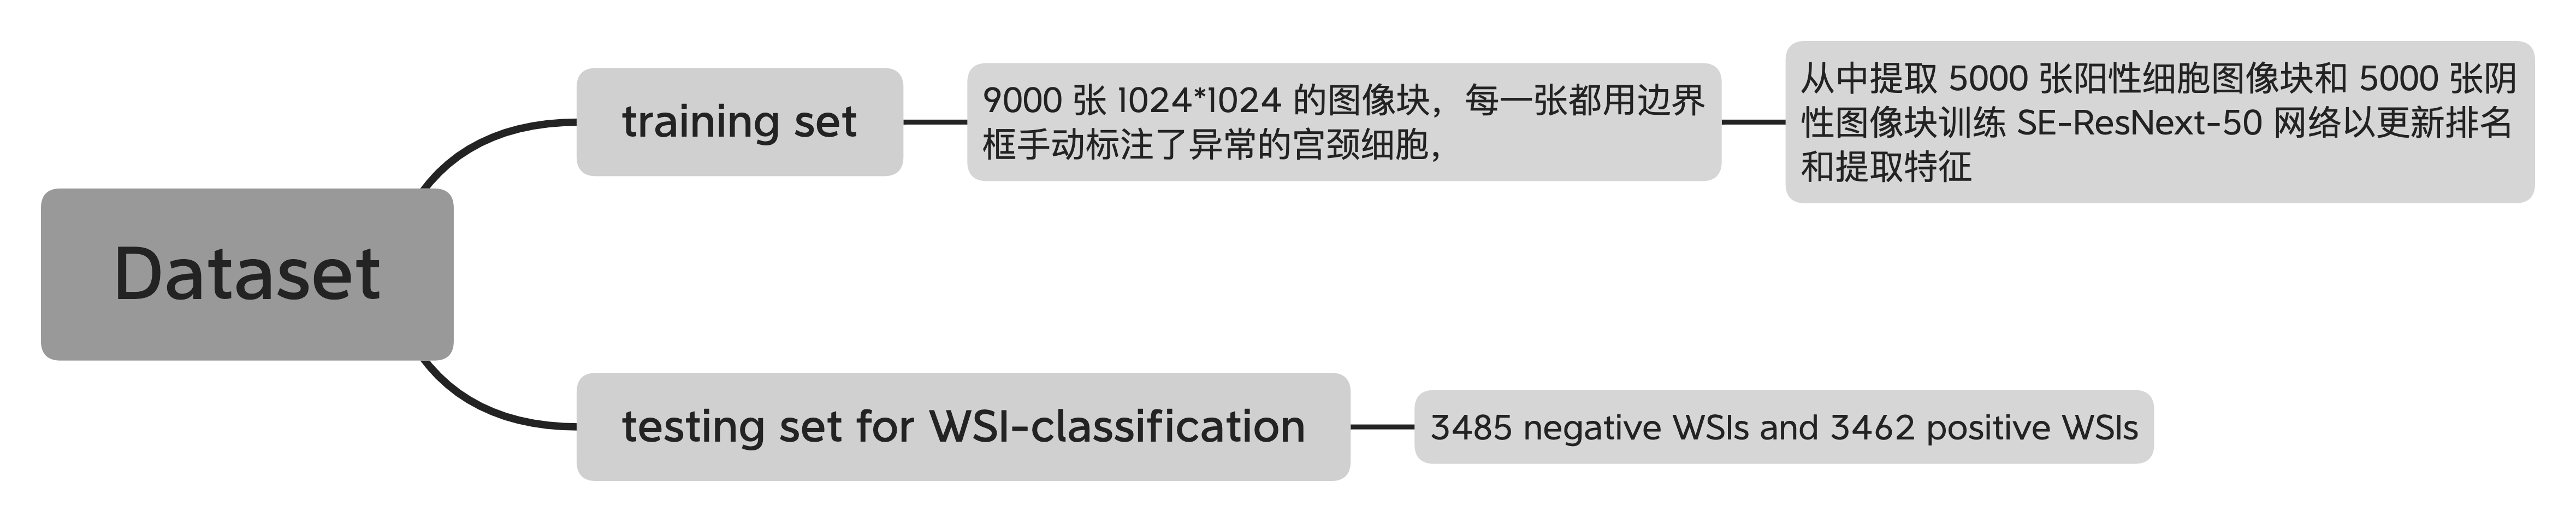 Dataset
training set
9000 张 1024*1024 的图像块，每一张都用边界
框手动标注了异常的宫颈细胞，
从中提取 5000 张阳性细胞图像块和 5000 张阴
性图像块训练 SE-ResNext-50 网络以更新排名
和提取特征
testing set for WSI-classification
3485 negative WSIs and 3462 positive WSIs